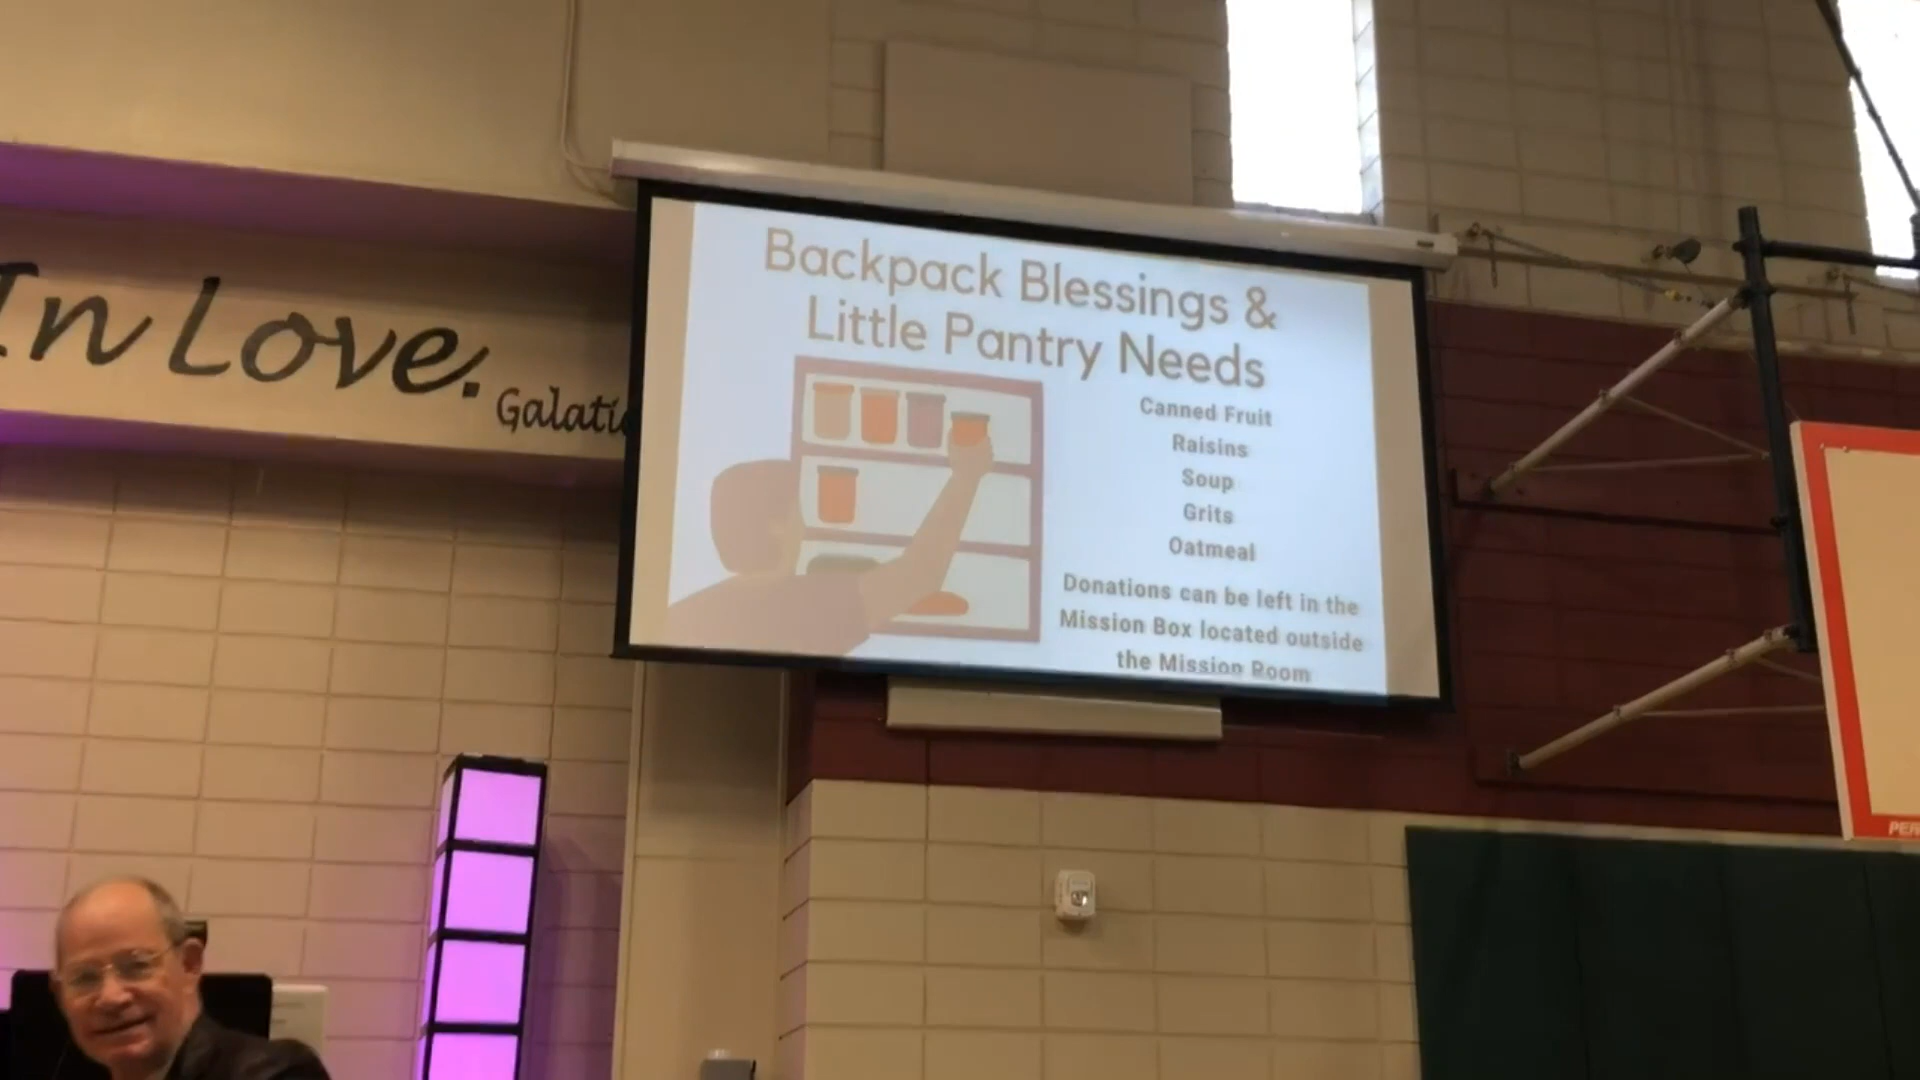 In Love.
Galati
Backpack Blessings &
Little Pantry Needs
Canned Fruit
Raisins
Soup
Grits
Oatmeal
Donations can be left in the
Mission Box located outside
the Mission Room
PER